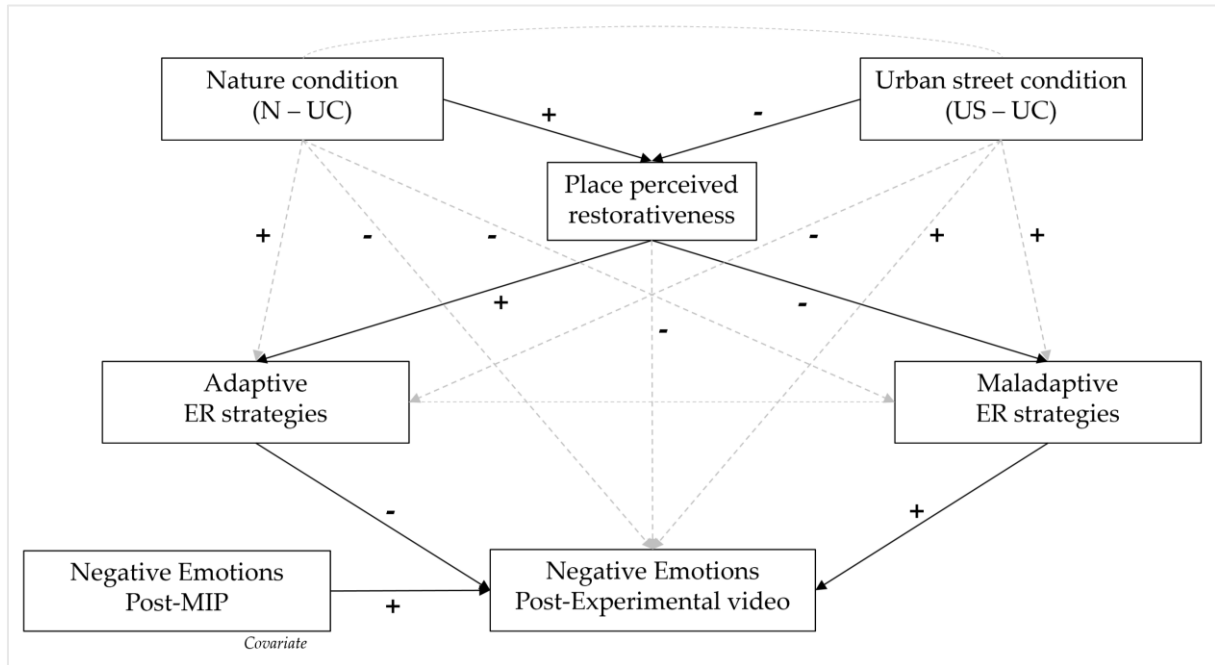 Nature condition
(N – UC)
Urban street condition
(US – UC)
+
-
Place perceived
restorativeness
+
-
-
-
+
+
+
-
-
Adaptive
ER strategies
Maladaptive
ER strategies
-
+
Negative Emotions
Post-MIP
+
Negative Emotions
Post-Experimental video
Covariate